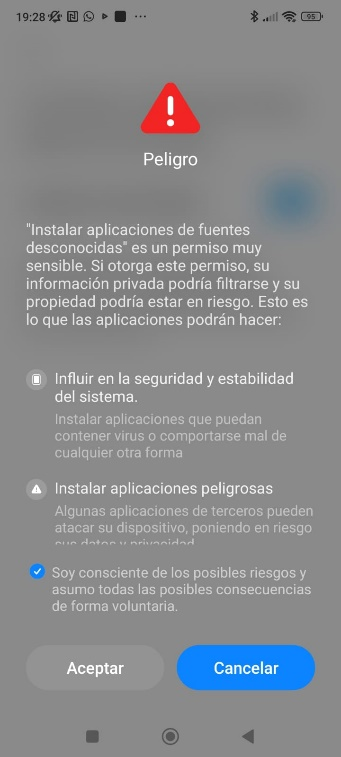 19:28
95
Peligro
"Instalar aplicaciones de fuentes
desconocidas" es un permiso muy
sensible. Si otorga este permiso, su
información privada podría filtrarse y su
propiedad podría estar en riesgo. Esto es
lo que las aplicaciones podrán hacer:
Influir en la seguridad y estabilidad
del sistema.
Instalar aplicaciones que puedan
contener virus o comportarse mal de
cualquier otra forma
Instalar aplicaciones peligrosas
Algunas aplicaciones de terceros pueden
atacar su dispositivo, poniendo en riesgo
sus datos y privacidad
Soy consciente de los posibles riesgos y
asumo todas las posibles consecuencias
de forma voluntaria.
Aceptar
Cancelar